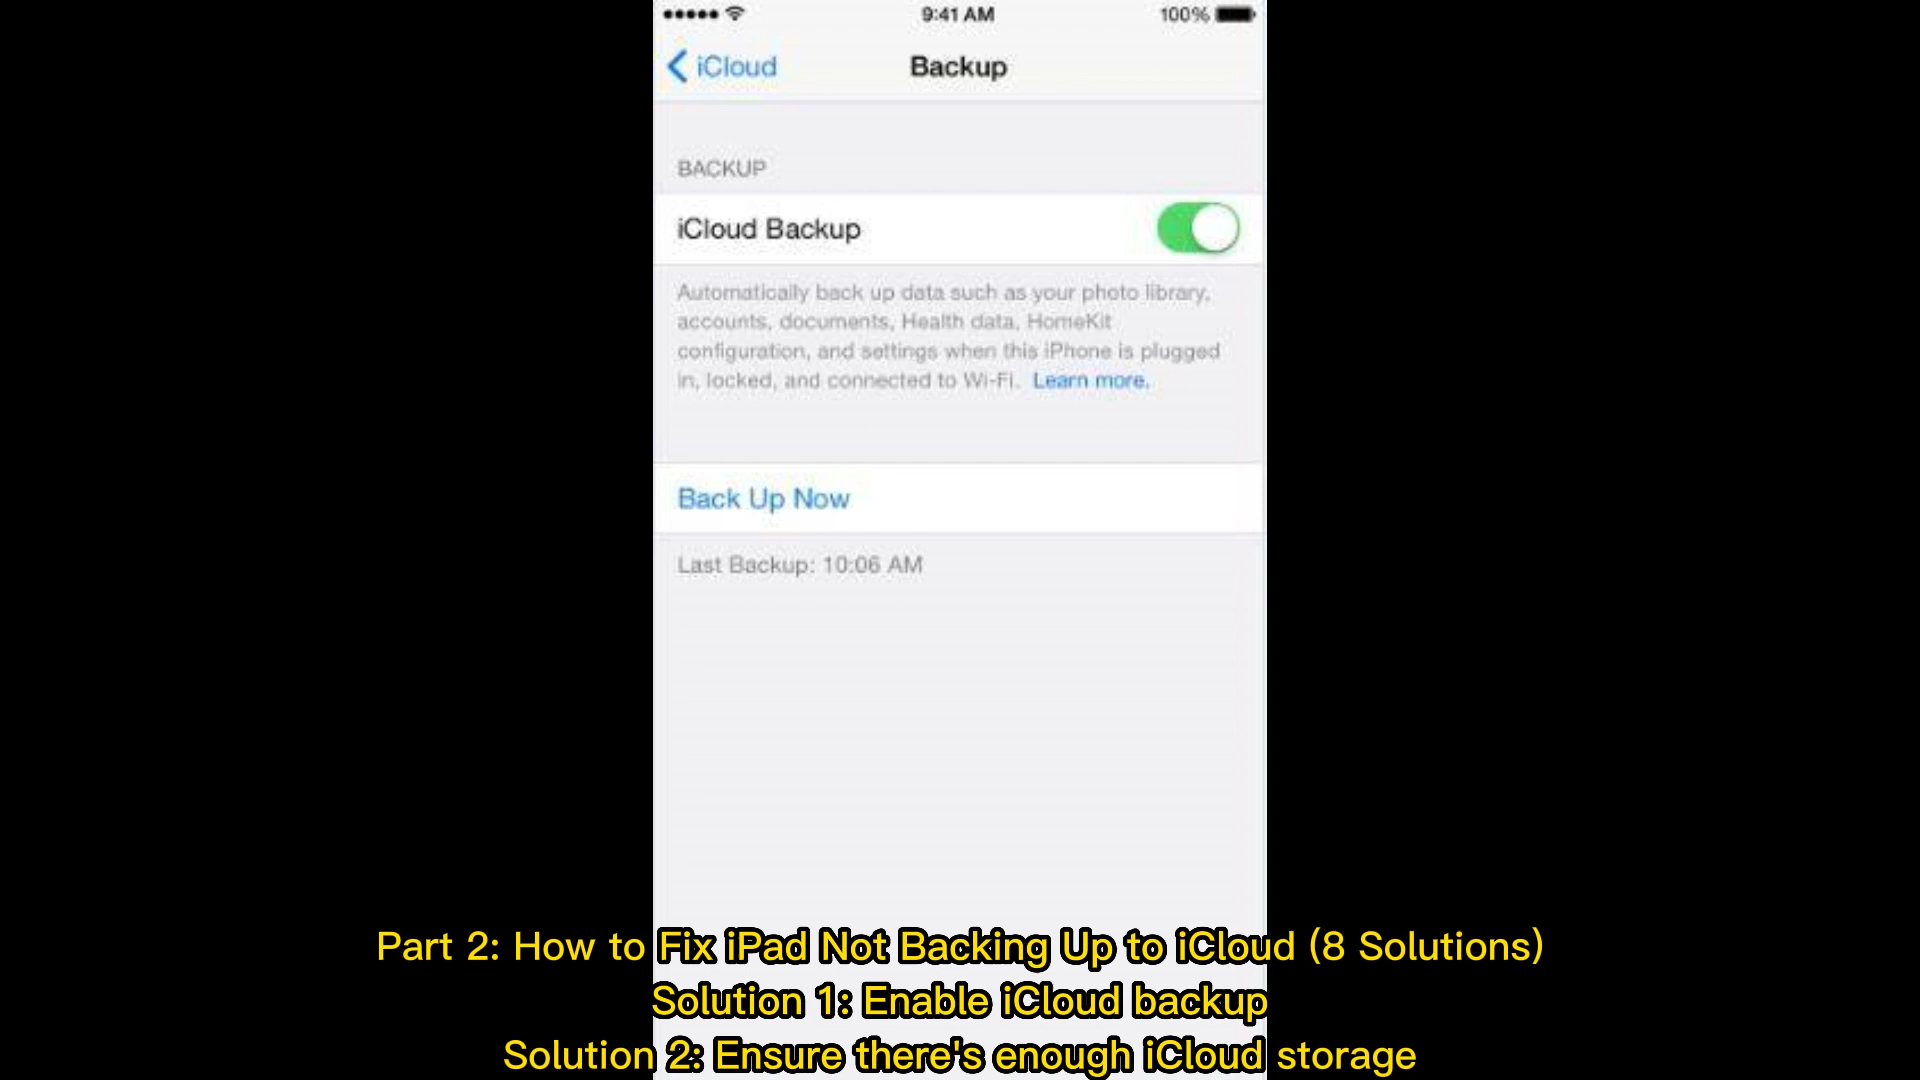 9:41 AM
100%
iCloud
Backup
BACKUP
iCloud Backup
Automatically back up data such as your photo library,
accounts, documents, Health data, HomeKit
configuration, and settings when this iPhone is plugged
in, locked, and connected to Wi-Fi. Learn more.
Back Up Now
Last Backup: 10:06 AM
Part 2: How to Fix iPad Not Backing Up to iCloud (8 Solutions)
Solution 1: Enable iCloud backup
Solution 2: Ensure there's enough iCloud storage